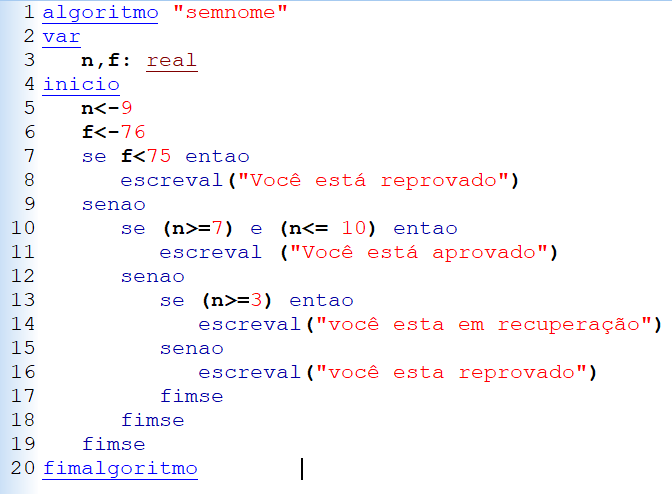 1 algoritmo "semnome"
2 var
3 n,f: real
4 inicio
5 n<-9
6 f<-76
7 se f<75 entao
8 escreval("Você está reprovado")
9 senao
10 se (n>=7) e (n<= 10) entao
11 escreval ("Você está aprovado")
12 senao
13 se (n>=3) entao
14 escreval("você esta em recuperação")
15 senao
16 escreval("você esta reprovado")
17 fimse
18 fimse
19 fimse
20 fimalgoritmo